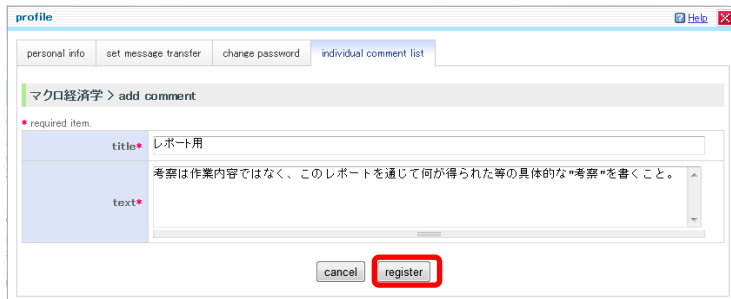 profile
Help
personal info set message transfer change password individual comment list
マクロ経済学 > add comment
* required item.
title* レポート用
text* 考察は作業内容ではなく、このレポートを通じて何が得られた等の具体的な"考察"を書くこと。
cancel register